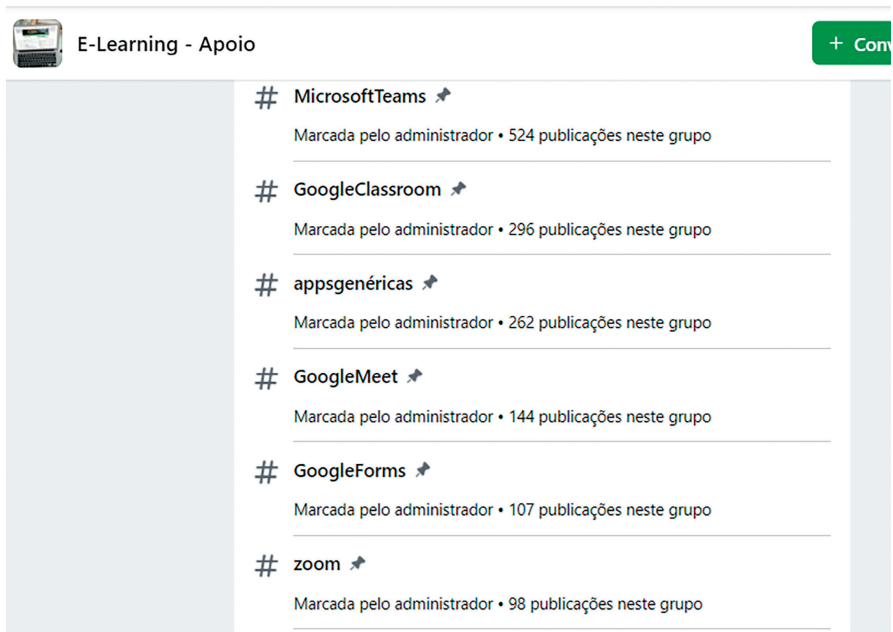 E-Learning - Apoio
+ Conv
# MicrosoftTeams
Marcada pelo administrador • 524 publicações neste grupo
# GoogleClassroom
Marcada pelo administrador • 296 publicações neste grupo
# appsgenéricas
Marcada pelo administrador • 262 publicações neste grupo
# GoogleMeet
Marcada pelo administrador • 144 publicações neste grupo
# GoogleForms
Marcada pelo administrador • 107 publicações neste grupo
# zoom
Marcada pelo administrador • 98 publicações neste grupo